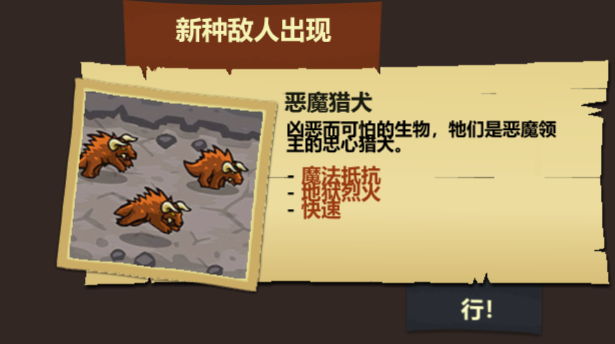 新种敌人出现
恶魔猎犬
凶恶而可怕的生物，牠们是恶魔领
主的忠心猎犬。
- 魔法抵抗
- 地狱烈火
- 快速
行!